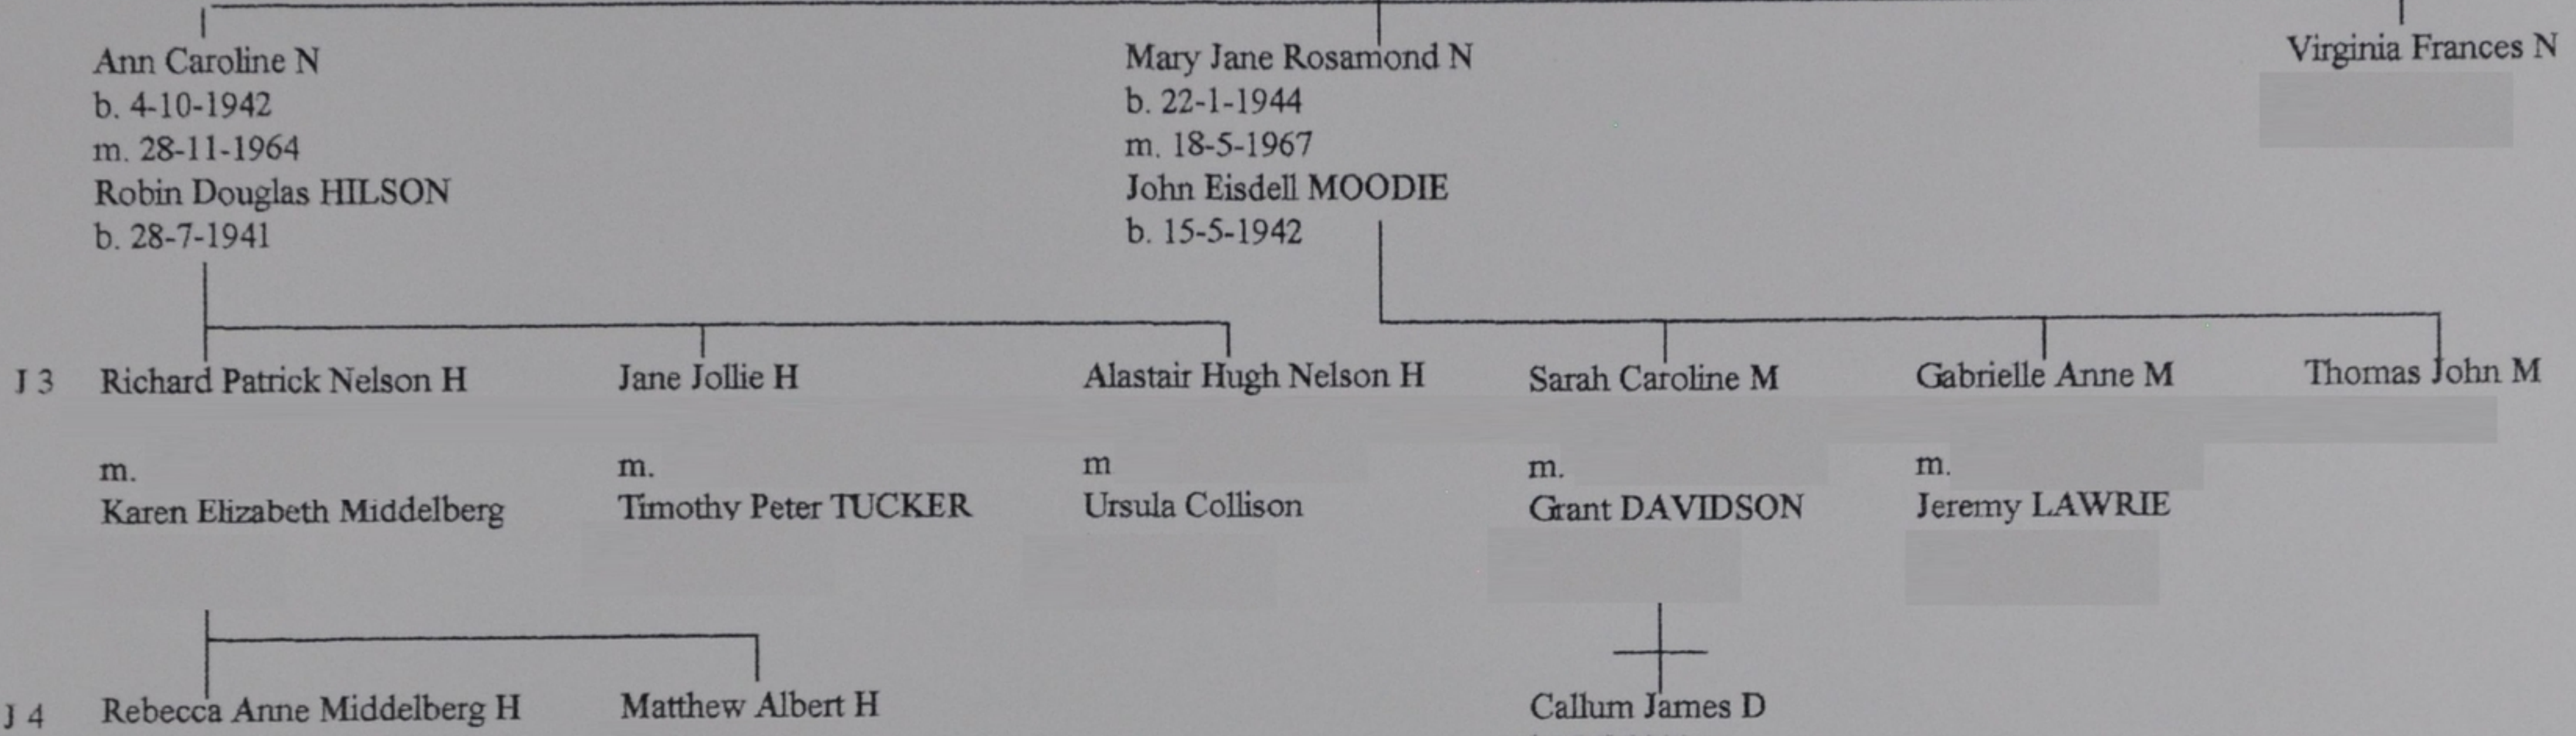 Ann Caroline N
b. 4-10-1942
m. 28-11-1964
Robin Douglas HILSON
b. 28-7-1941
Mary Jane Rosamond N
b. 22-1-1944
m. 18-5-1967
John Eisdell MOODIE
b. 15-5-1942
Virginia Frances N
J 3
Richard Patrick Nelson H
m.
Karen Elizabeth Middelberg
Jane Jollie H
m.
Timothy Peter TUCKER
Alastair Hugh Nelson H
m
Ursula Collison
Sarah Caroline M
m.
Grant DAVIDSON
Gabrielle Anne M
m.
Jeremy LAWRIE
Thomas John M
J 4
Rebecca Anne Middelberg H
Matthew Albert H
Callum James D